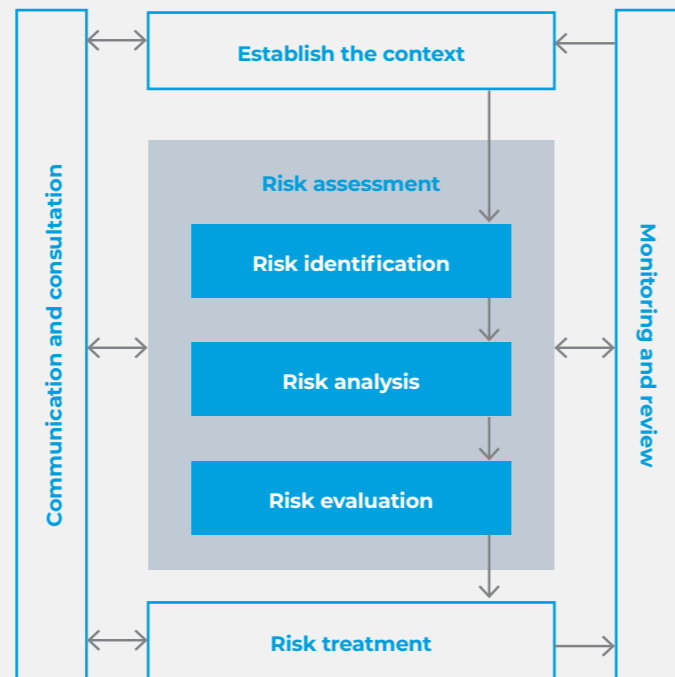 Establish the context
Communication and consultation
Risk assessment
Risk identification
Monitoring and review
Risk analysis
Risk evaluation
Risk treatment